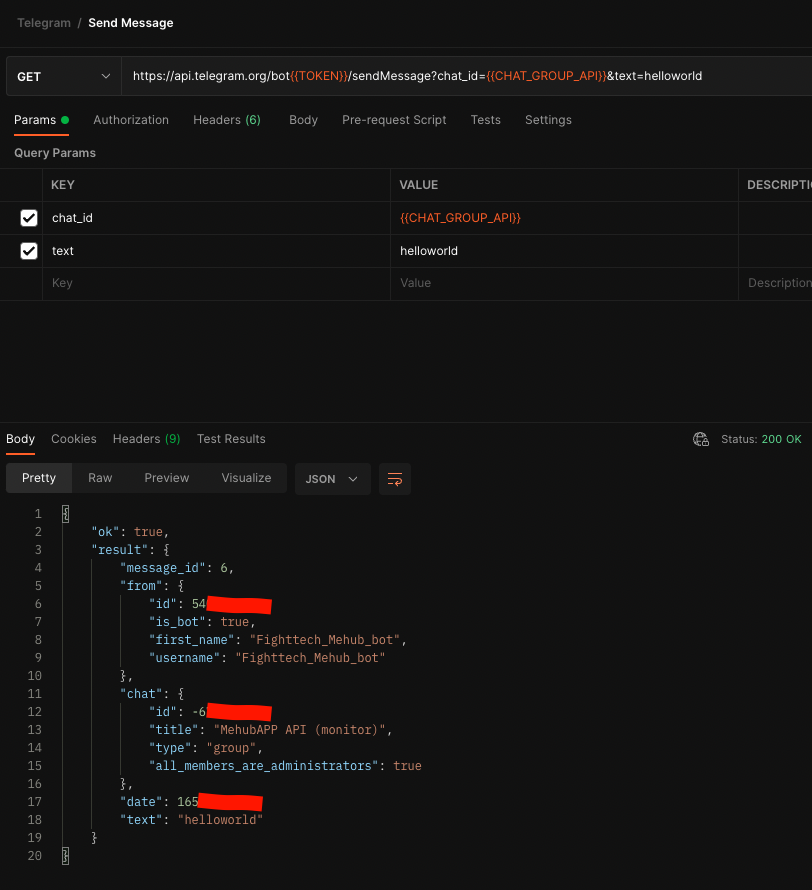 Telegram / Send Message
GET https://api.telegram.org/bot{{TOKEN}}/sendMessage?chat_id={{CHAT_GROUP_API}}&text=helloworld
Params Authorization Headers (6) Body Pre-request Script Tests Settings
Query Params
KEY VALUE DESCRIPTI
chat_id {{CHAT_GROUP_API}}
text helloworld
Key Value Description
Body Cookies Headers (9) Test Results Status: 200 OK
Pretty Raw Preview Visualize JSON
1 {
2 "ok": true,
3 "result": {
4 "message_id": 6,
5 "from": {
6 "id": 54
7 "is_bot": true,
8 "first_name": "Fighttech_Mehub_bot",
9 "username": "Fighttech_Mehub_bot"
10 },
11 "chat": {
12 "id": -6
13 "title": "MehubAPP API (monitor)",
14 "type": "group",
15 "all_members_are_administrators": true
16 },
17 "date": 165
18 "text": "helloworld"
19 }
20 }